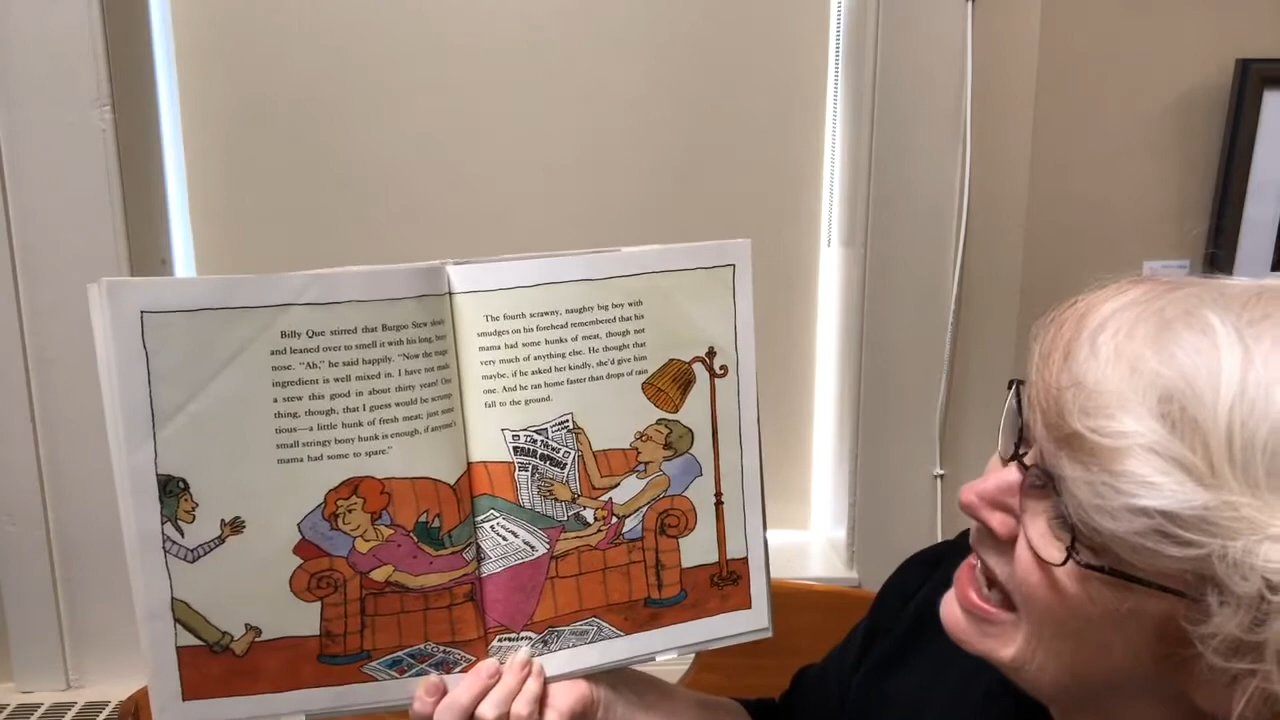 Billy Que stirred that Burgoo Stew slowly
and leaned over to smell it with his long, bony
nose. "Ah," he said happily. "Now the magic
ingredient is well mixed in. I have not made
a stew this good in about thirty years! One
thing, though, that I guess would be scrump-
tious—a little hunk of fresh meat; just some
small stringy bony hunk is enough, if anyone's
mama had some to spare."
The fourth scrawny, naughty big boy with
smudges on his forehead remembered that his
mama had some hunks of meat, though not
very much of anything else. He thought that
maybe, if he asked her kindly, she'd give him
one. And he ran home faster than drops of rain
fall to the ground.
The News
FAIR OPENS
COMICS